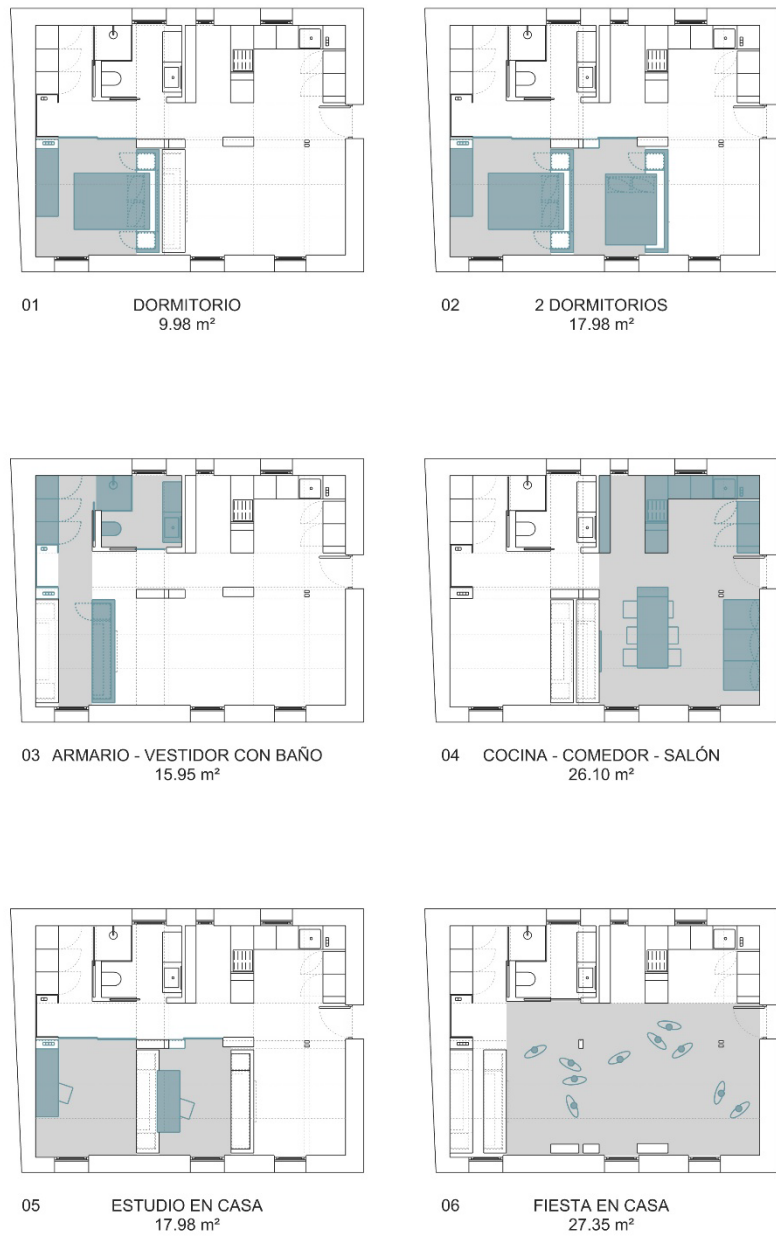 01 DORMITORIO
9.98 m²
02 2 DORMITORIOS
17.98 m²
03 ARMARIO - VESTIDOR CON BAÑO
15.95 m²
04 COCINA - COMEDOR - SALÓN
26.10 m²
05 ESTUDIO EN CASA
17.98 m²
06 FIESTA EN CASA
27.35 m²